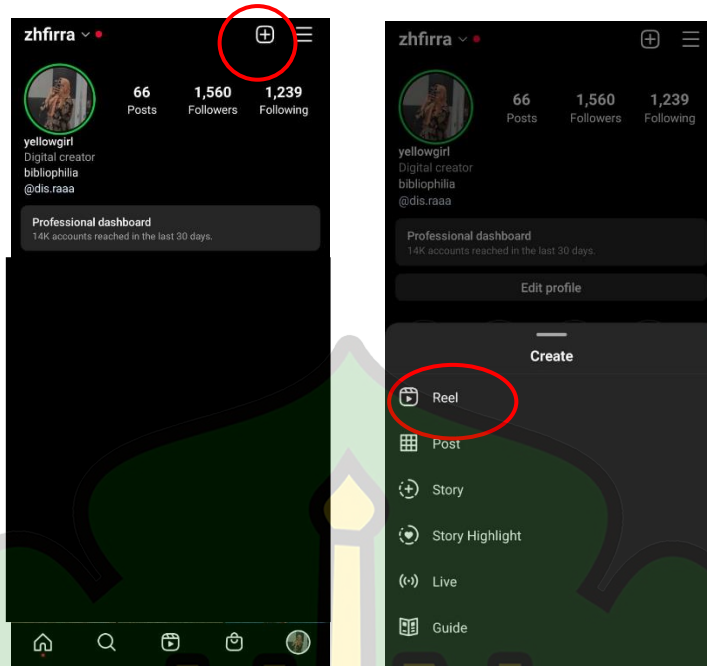 zhfirra
66 1,560 1,239
Posts Followers Following
yellowgirl
Digital creator
bibliophilia
@dis.raaa
Professional dashboard
14K accounts reached in the last 30 days.
zhfirra
66 1,560 1,239
Posts Followers Following
yellowgirl
Digital creator
bibliophilia
@dis.raaa
Professional dashboard
14K accounts reached in the last 30 days.
Edit profile
Create
Reel
Post
Story
Story Highlight
Live
Guide